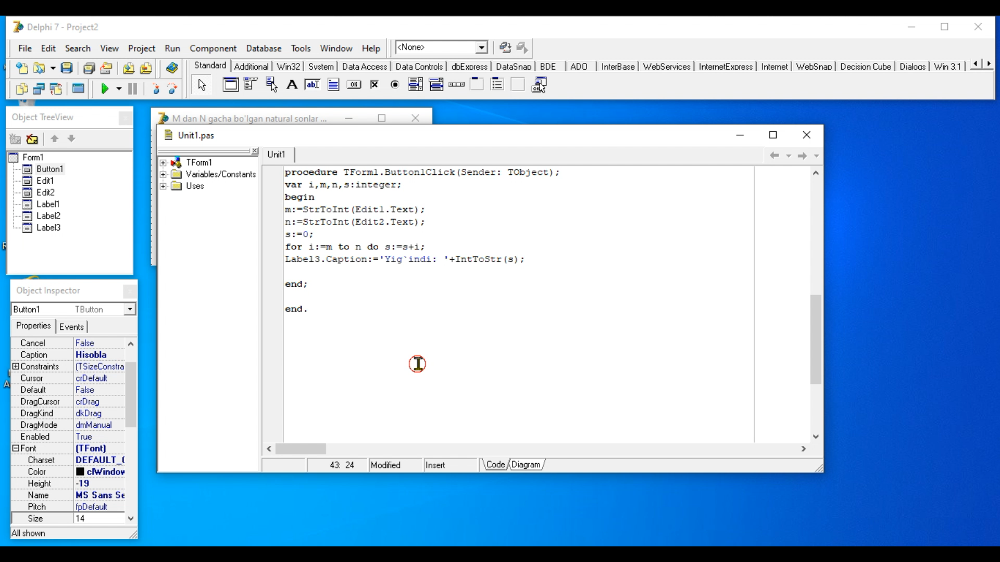 Delphi 7 - Project2
File Edit Search View Project Run Component Database Tools Window Help
<None>
Standard Additional Win32 System Data Access Data Controls dbExpress DataSnap BDE ADO InterBase WebServices InternetExpress Internet WebSnap Decision Cube Dialogs Win 3.1
Object TreeView
Form1
Button1
Edit1
Edit2
Label1
Label2
Label3
M dan N gacha bo'lgan natural sonlar ...
Unit1.pas
TForm1
Variables/Constants
Uses
Unit1
procedure TForm1.Button1Click(Sender: TObject);
var i,m,n,s:integer;
begin
m:=StrToInt(Edit1.Text);
n:=StrToInt(Edit2.Text);
s:=0;
for i:=m to n do s:=s+i;
Label3.Caption:='Yig`indi: '+IntToStr(s);
end;
end.
43: 24 Modified Insert Code Diagram
Object Inspector
Button1 TButton
Properties Events
Cancel False
Caption Hisobla
Constraints (TSizeConstra
Cursor crDefault
Default False
DragCursor crDrag
DragKind dkDrag
DragMode dmManual
Enabled True
Font (TFont)
Charset DEFAULT_(
Color clWindow
Height -19
Name MS Sans Se
Pitch fpDefault
Size 14
All shown